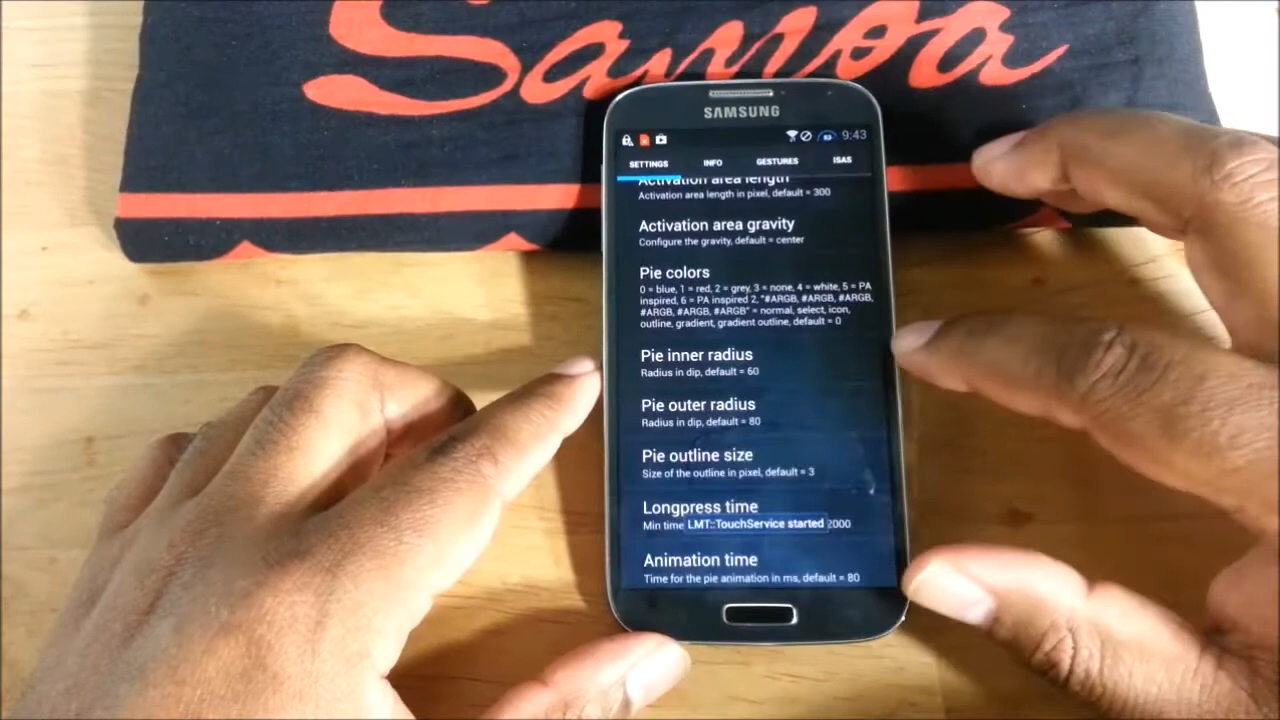 Samoa
SAMSUNG
9:43
SETTINGS INFO GESTURES ISAS
Activation area length
Activation area length in pixel, default = 300
Activation area gravity
Configure the gravity, default = center
Pie colors
0 = blue, 1 = red, 2 = grey, 3 = none, 4 = white, 5 = PA
inspired, 6 = PA inspired 2, "#ARGB, #ARGB, #ARGB,
#ARGB, #ARGB, #ARGB" = normal, select, icon,
outline, gradient, gradient outline, default = 0
Pie inner radius
Radius in dip, default = 60
Pie outer radius
Radius in dip, default = 80
Pie outline size
Size of the outline in pixel, default = 3
Longpress time
Min time LMT::TouchService started 2000
Animation time
Time for the pie animation in ms, default = 80